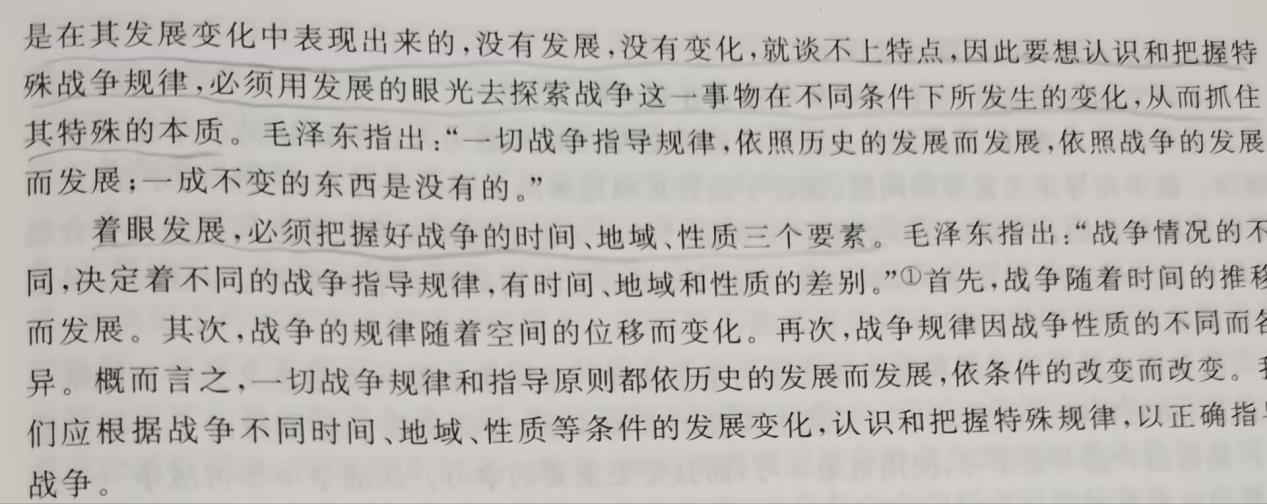 是在其发展变化中表现出来的,没有发展,没有变化,就谈不上特点,因此要想认识和把握特
殊战争规律,必须用发展的眼光去探索战争这一事物在不同条件下所发生的变化,从而抓住
其特殊的本质。毛泽东指出:“一切战争指导规律,依照历史的发展而发展,依照战争的发展
而发展;一成不变的东西是没有的。”
着眼发展,必须把握好战争的时间、地域、性质三个要素。毛泽东指出:“战争情况的不
同,决定着不同的战争指导规律,有时间、地域和性质的差别。”①首先,战争随着时间的推移
而发展。其次,战争的规律随着空间的位移而变化。再次,战争规律因战争性质的不同而各
异。概而言之,一切战争规律和指导原则都依历史的发展而发展,依条件的改变而改变。我
们应根据战争不同时间、地域、性质等条件的发展变化,认识和把握特殊规律,以正确指导
战争。